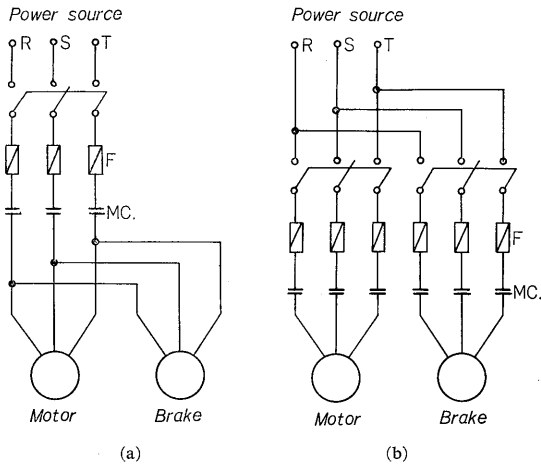 Power source
R S T
F
MC.
Motor
Brake
(a)
Power source
R S T
F
MC.
Motor
Brake
(b)